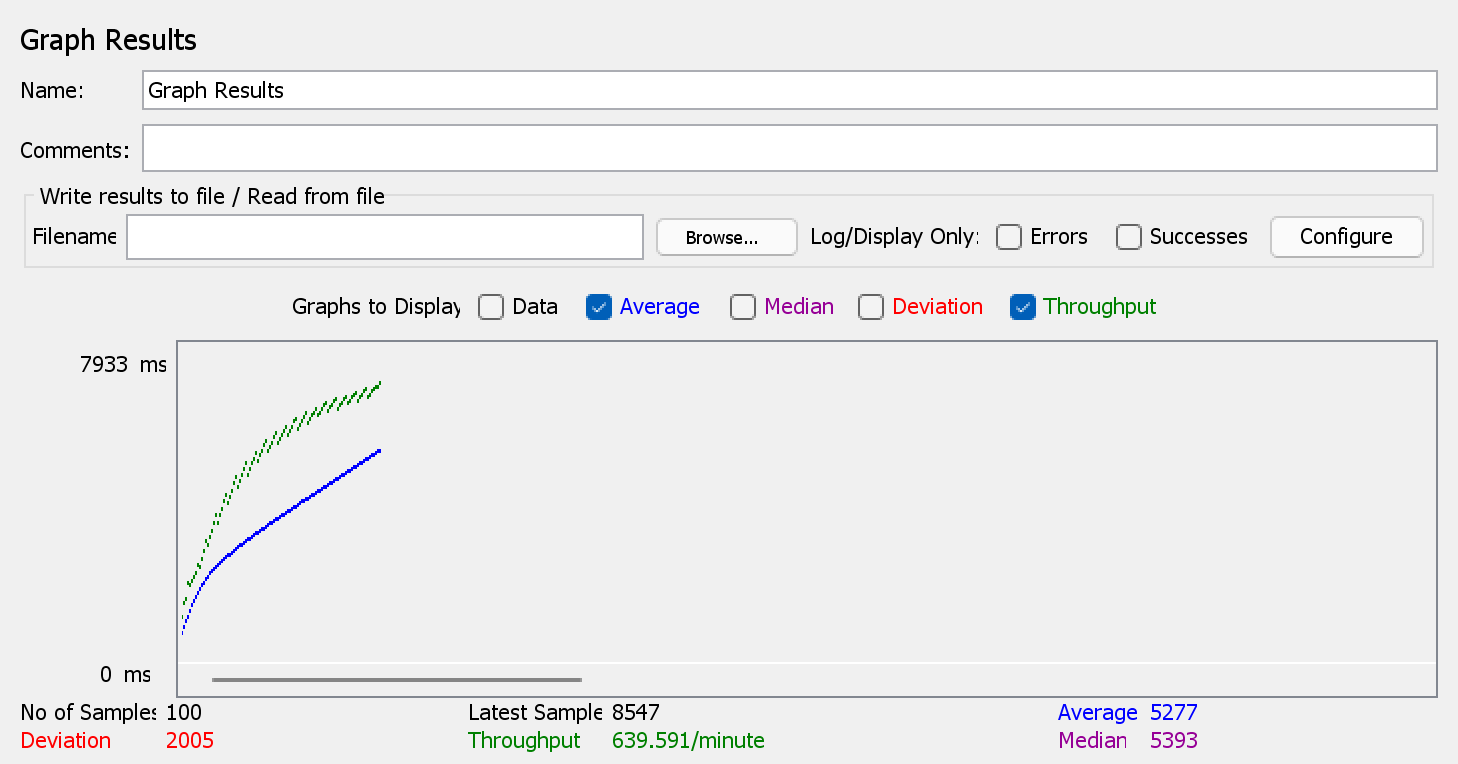 Graph Results
Name: Graph Results
Comments:
Write results to file / Read from file
Filename Browse... Log/Display Only: Errors Successes Configure
Graphs to Display Data Average Median Deviation Throughput
7933 ms
0 ms
No of Samples 100 Latest Sample 8547 Average 5277
Deviation 2005 Throughput 639.591/minute Median 5393